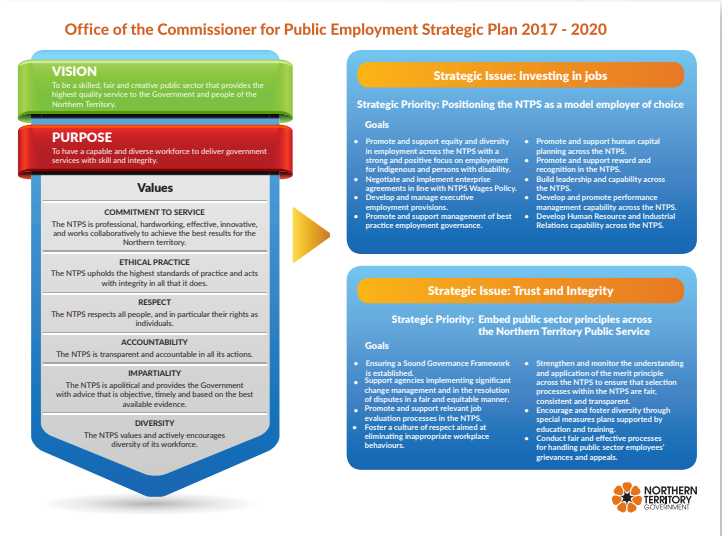 Office of the Commissioner for Public Employment Strategic Plan 2017 - 2020
VISION
To be a skilled, fair and creative public sector that provides the
highest quality service to the Government and people of the
Northern Territory.
PURPOSE
To have a capable and diverse workforce to deliver government
services with skill and integrity.
Values
COMMITMENT TO SERVICE
The NTPS is professional, hardworking, effective, innovative,
and works collaboratively to achieve the best results for the
Northern territory.
ETHICAL PRACTICE
The NTPS upholds the highest standards of practice and acts
with integrity in all that it does.
RESPECT
The NTPS respects all people, and in particular their rights as
individuals.
ACCOUNTABILITY
The NTPS is transparent and accountable in all its actions.
IMPARTIALITY
The NTPS is apolitical and provides the Government
with advice that is objective, timely and based on the best
available evidence.
DIVERSITY
The NTPS values and actively encourages
diversity of its workforce.
Strategic Issue: Investing in jobs
Strategic Priority: Positioning the NTPS as a model employer of choice
Goals
• Promote and support equity and diversity
in employment across the NTPS with a
strong and positive focus on employment
for Indigenous and persons with disability.
• Negotiate and implement enterprise
agreements in line with NTPS Wages Policy.
• Develop and manage executive
employment provisions.
• Promote and support management of best
practice employment governance.
• Promote and support human capital
planning across the NTPS.
• Promote and support reward and
recognition in the NTPS.
• Build leadership and capability across
the NTPS.
• Develop and promote performance
management capability across the NTPS.
• Develop Human Resource and Industrial
Relations capability across the NTPS.
Strategic Issue: Trust and Integrity
Strategic Priority: Embed public sector principles across
the Northern Territory Public Service
Goals
• Ensuring a Sound Governance Framework
is established.
• Support agencies implementing significant
change management and in the resolution
of disputes in a fair and equitable manner.
• Promote and support relevant job
evaluation processes in the NTPS.
• Foster a culture of respect aimed at
eliminating inappropriate workplace
behaviours.
• Strengthen and monitor the understanding
and application of the merit principle
across the NTPS to ensure that selection
processes within the NTPS are fair,
consistent and transparent.
• Encourage and foster diversity through
special measures plans supported by
education and training.
• Conduct fair and effective processes
for handling public sector employees'
grievances and appeals.
NORTHERN
TERRITORY
GOVERNMENT